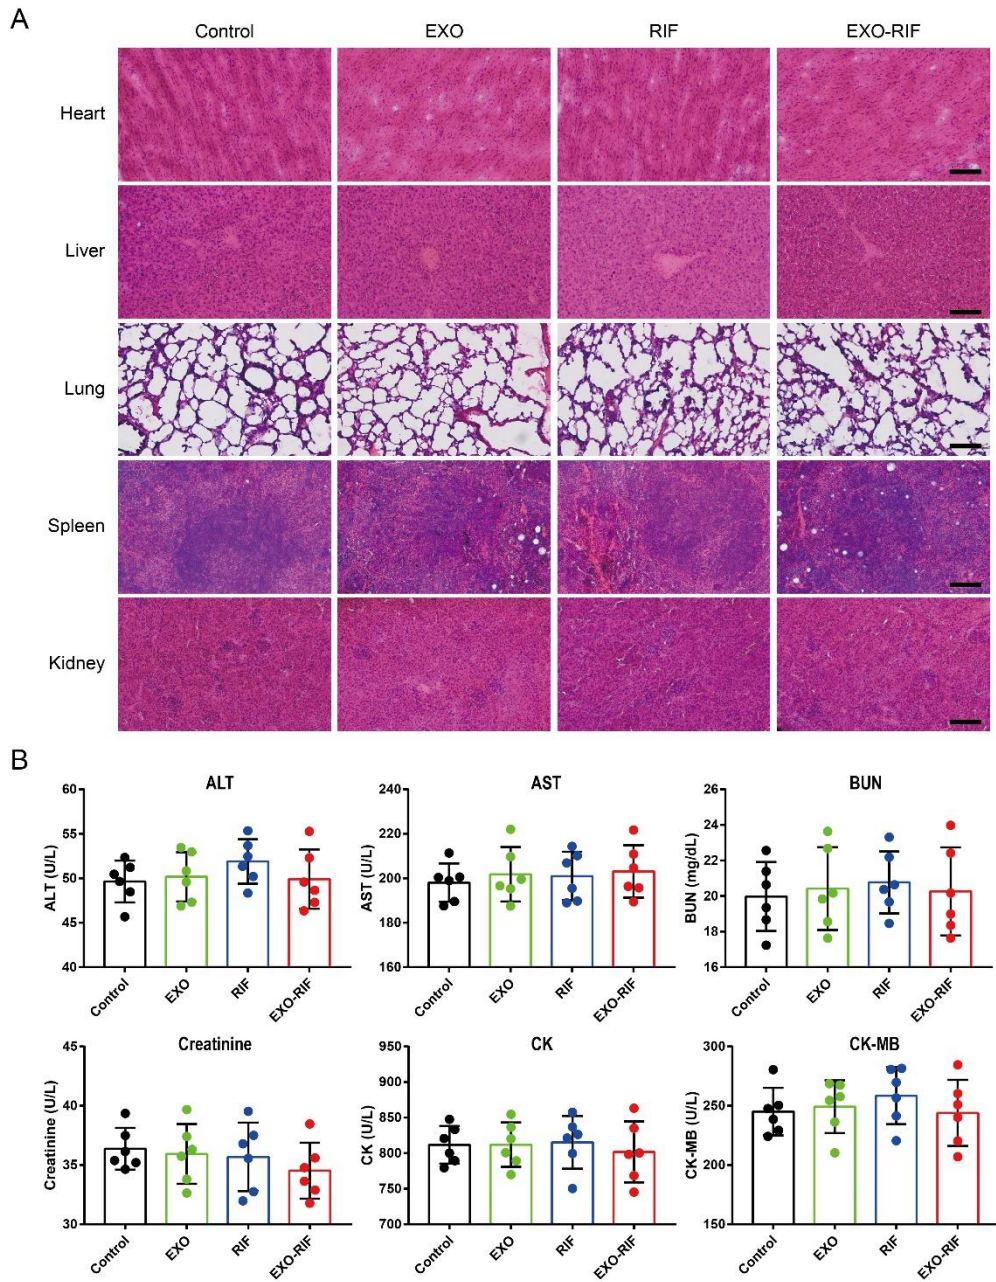 A
Control EXO RIF EXO-RIF
Heart
Liver
Lung
Spleen
Kidney
B
ALT
ALT (U/L)
60
55
50
45
40
Control EXO RIF EXO-RIF
AST
AST (U/L)
240
220
200
180
160
Control EXO RIF EXO-RIF
BUN
BUN (mg/dL)
26
24
22
20
18
16
Control EXO RIF EXO-RIF
Creatinine
Creatinine (U/L)
45
40
35
30
Control EXO RIF EXO-RIF
CK
CK (U/L)
950
900
850
800
750
700
Control EXO RIF EXO-RIF
CK-MB
CK-MB (U/L)
300
250
200
150
Control EXO RIF EXO-RIF